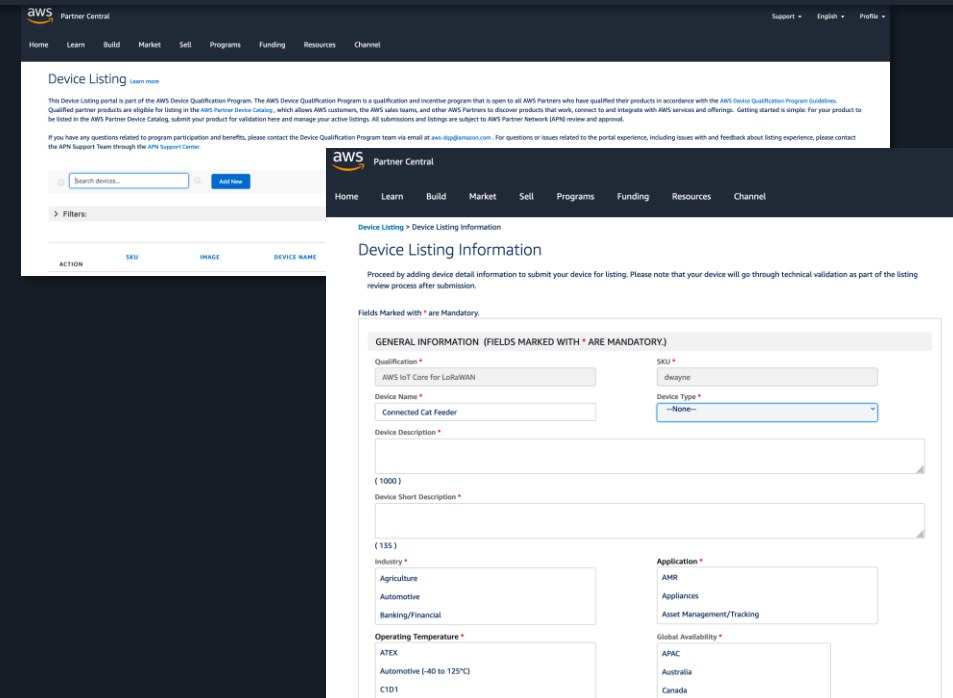 aws Partner Central
Support English Profile
Home Learn Build Market Sell Programs Funding Resources Channel
Device Listing Learn more
This Device Listing portal is part of the AWS Device Qualification Program. The AWS Device Qualification Program is a qualification and incentive program that is open to all AWS Partners who have qualified their products in accordance with the AWS Device Qualification Program Guidelines.
Qualified partner products are eligible for listing in the AWS Partner Device Catalog , which allows AWS customers, the AWS sales teams, and other AWS Partners to discover products that work, connect to and integrate with AWS services and offerings. Getting started is simple: For your product to
be listed in the AWS Partner Device Catalog, submit your product for validation here and manage your active listings. All submissions and listings are subject to AWS Partner Network (APN) review and approval.
If you have any questions related to program participation and benefits, please contact the Device Qualification Program team via email at aws-dqp@amazon.com . For questions or issues related to the portal experience, including issues with and feedback about listing experience, please contact
the APN Support Team through the APN Support Center.
Search devices...
Add New
> Filters:
ACTION SKU IMAGE DEVICE NAME
aws Partner Central
Home Learn Build Market Sell Programs Funding Resources Channel
Device Listing > Device Listing Information
Device Listing Information
Proceed by adding device detail information to submit your device for listing. Please note that your device will go through technical validation as part of the listing
review process after submission.
Fields Marked with * are Mandatory.
GENERAL INFORMATION (FIELDS MARKED WITH * ARE MANDATORY.)
Qualification *
SKU *
AWS IoT Core for LoRaWAN
dwayne
Device Name *
Device Type *
Connected Cat Feeder
--None--
Device Description *
( 1000 )
Device Short Description *
( 135 )
Industry *
Application *
Agriculture
AMR
Automotive
Appliances
Banking/Financial
Asset Management/Tracking
Operating Temperature *
Global Availability *
ATEX
APAC
Automotive (-40 to 125°C)
Australia
C1D1
Canada